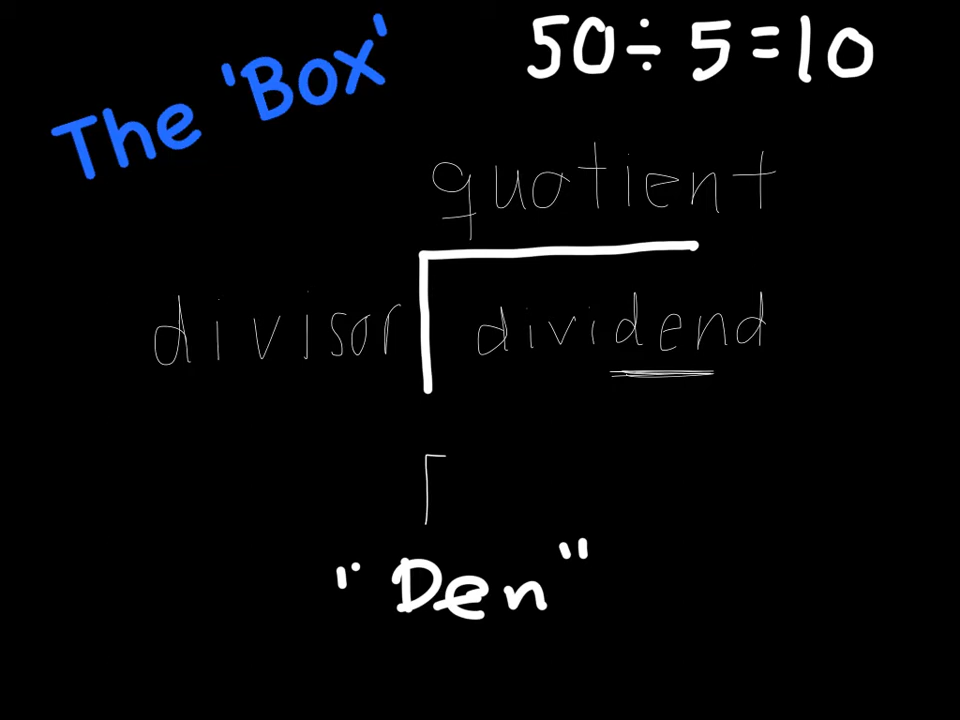 The 'Box'
50÷5=10
quotient
divisor dividend
"Den"